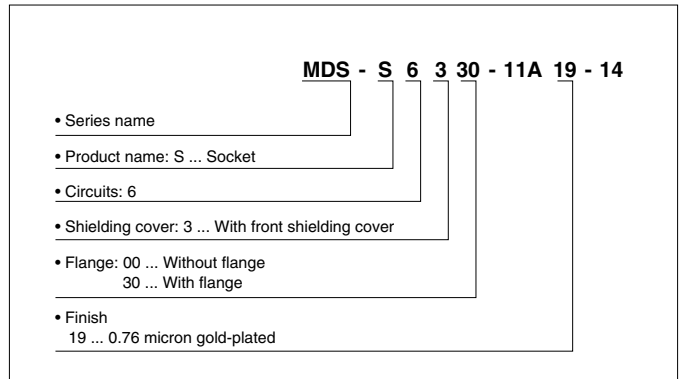 MDS - S 6 3 30 - 11A 19 - 14
• Series name
• Product name: S ... Socket
• Circuits: 6
• Shielding cover: 3 ... With front shielding cover
• Flange: 00 ... Without flange
30 ... With flange
• Finish
19 ... 0.76 micron gold-plated